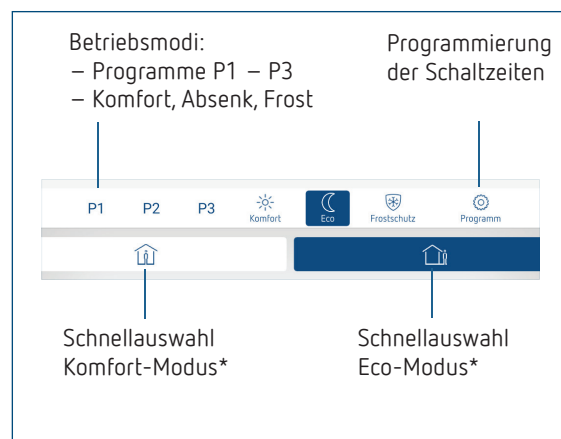 Betriebsmodi:
– Programme P1 – P3
– Komfort, Absenk, Frost
Programmierung
der Schaltzeiten
P1 P2 P3 Komfort Eco Frostschutz Programm
Schnellauswahl
Komfort-Modus*
Schnellauswahl
Eco-Modus*